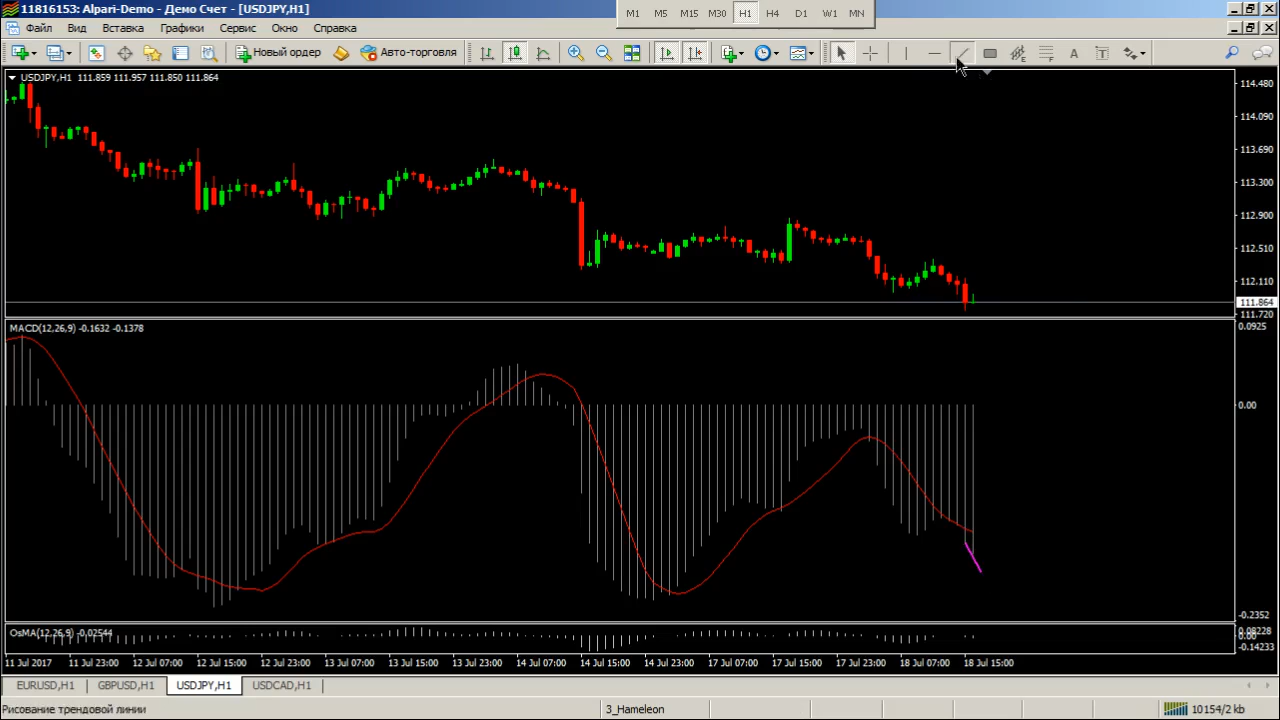 11816153: Alpari-Demo - Демо Счет - [USDJPY,H1]
M1 M5 M15 M30 H1 H4 D1 W1 MN
Файл Вид Вставка Графики Сервис Окно Справка
Новый ордер Авто-торговля
USDJPY,H1 111.859 111.957 111.850 111.864
114.480
114.090
113.690
113.300
112.900
112.510
112.110
111.864
111.720
MACD(12,26,9) -0.1632 -0.1378
0.0925
0.00
-0.2352
OsMA(12,26,9) -0.02544
0.08228
0.00
-0.14233
11 Jul 2017 11 Jul 23:00 12 Jul 07:00 12 Jul 15:00 12 Jul 23:00 13 Jul 07:00 13 Jul 15:00 13 Jul 23:00 14 Jul 07:00 14 Jul 15:00 14 Jul 23:00 17 Jul 07:00 17 Jul 15:00 17 Jul 23:00 18 Jul 07:00 18 Jul 15:00
EURUSD,H1 GBPUSD,H1 USDJPY,H1 USDCAD,H1
Рисование трендовой линии 3_Hameleon 10154/2 kb